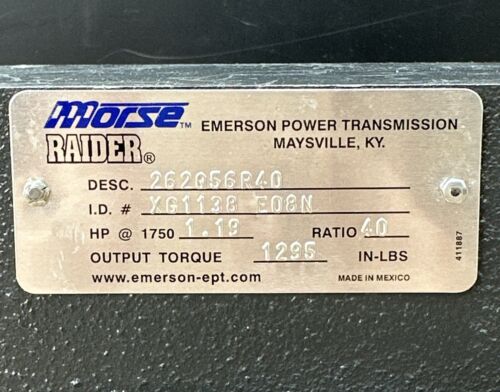 morse™ EMERSON POWER TRANSMISSION
RAIDER® MAYSVILLE, KY.
DESC. 262Q56R40
I.D. # XG1138 E08N
HP @ 1750 1.19 RATIO 40
OUTPUT TORQUE 1295 IN-LBS
www.emerson-ept.com MADE IN MEXICO
411887